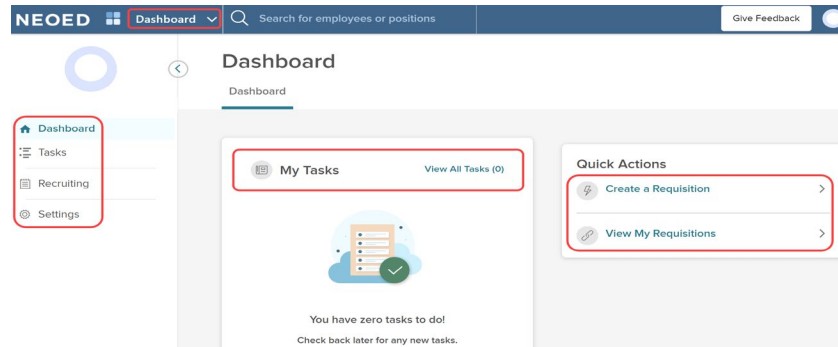 NEOED Dashboard Search for employees or positions Give Feedback
Dashboard
Dashboard
Dashboard
Tasks
Recruiting
Settings
My Tasks View All Tasks (0)
You have zero tasks to do!
Check back later for any new tasks.
Quick Actions
Create a Requisition
View My Requisitions